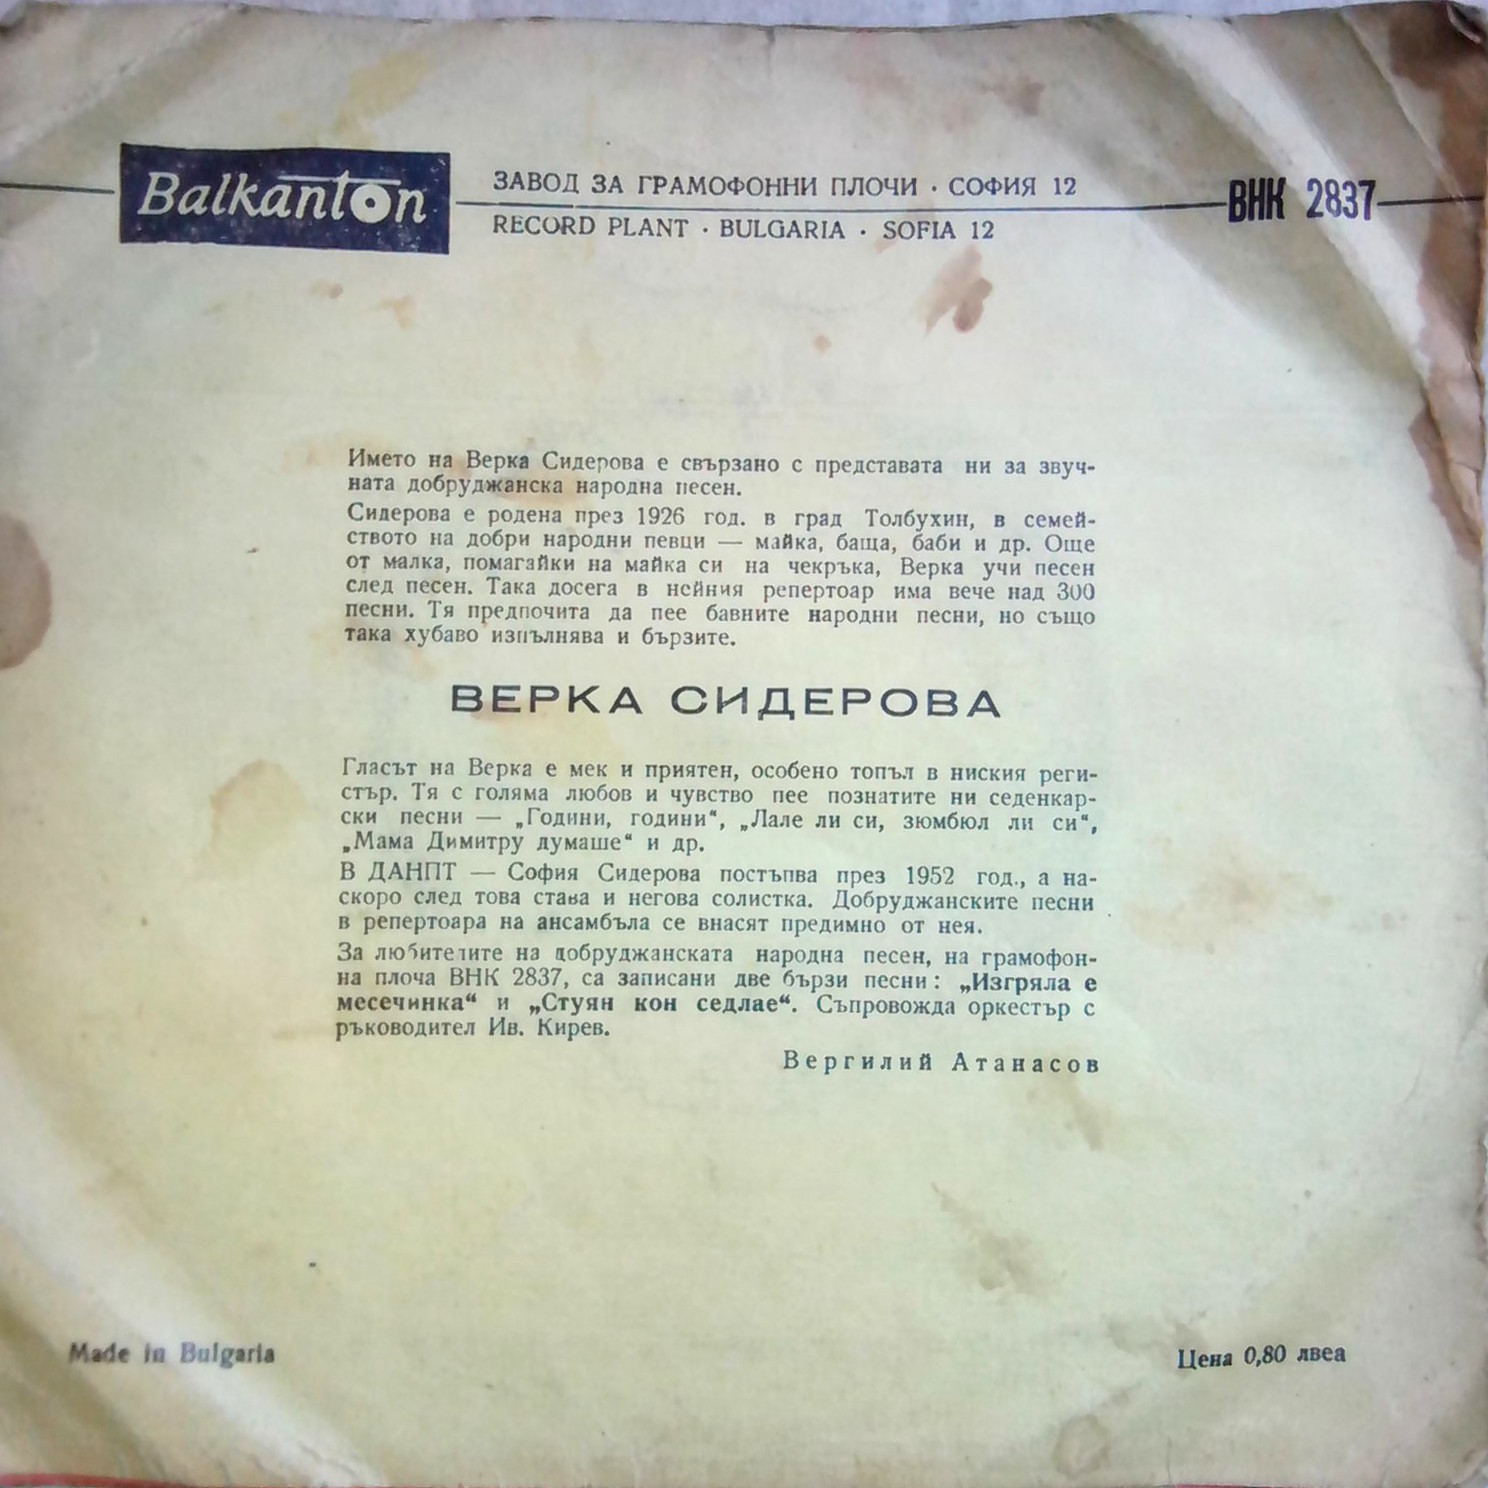 Balkanton
ЗАВОД ЗА ГРАМОФОННИ ПЛОЧИ · СОФИЯ 12
RECORD PLANT · BULGARIA · SOFIA 12
ВНК 2837
Името на Верка Сидерова е свързано с представата ни за звуч-
ната добруджанска народна песен.
Сидерова е родена през 1926 год. в град Толбухин, в семей-
ството на добри народни певци — майка, баща, баби и др. Още
от малка, помагайки на майка си на чекръка, Верка учи песен
след песен. Така досега в нейния репертоар има вече над 300
песни. Тя предпочита да пее бавните народни песни, но също
така хубаво изпълнява и бързите.
ВЕРКА СИДЕРОВА
Гласът на Верка е мек и приятен, особено топъл в ниския реги-
стър. Тя с голяма любов и чувство пее познатите ни седенкар-
ски песни — „Години, години“, „Лале ли си, зюмбюл ли си“,
„Мама Димитру думаше“ и др.
В ДАНПТ — София Сидерова постъпва през 1952 год., а на-
скоро след това става и негова солистка. Добруджанските песни
в репертоара на ансамбъла се внасят предимно от нея.
За любителите на добруджанската народна песен, на грамофон-
на плоча ВНК 2837, са записани две бързи песни: „Изгряла е
месечинка“ и „Стуян кон седлае“. Съпровожда оркестър с
ръководител Ив. Кирев.
Вергилий Атанасов
Made in Bulgaria
Цена 0,80 лвеа